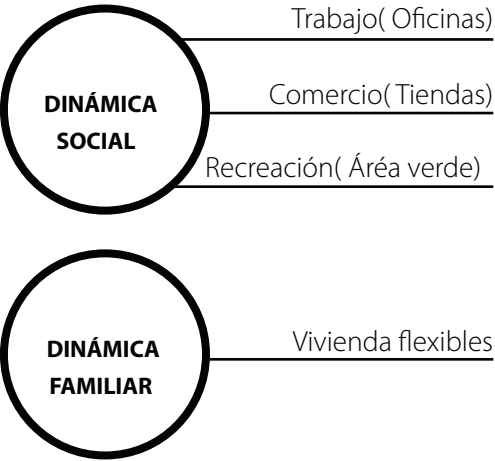 Trabajo( Oficinas)
Comercio( Tiendas)
DINÁMICA
SOCIAL
Recreación( Áréa verde)
DINÁMICA
FAMILIAR
Vivienda flexibles